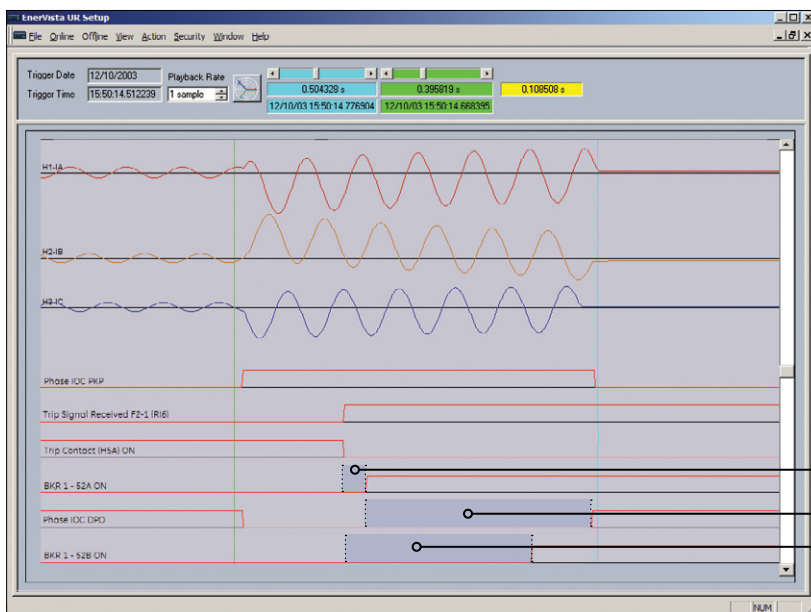 EnerVista UR Setup
File Online Offline View Action Security Window Help
Trigger Date 12/10/2003 Playback Rate
Trigger Time 15:50:14.512239 1 sample
0.504328 s 0.395819 s 0.108508 s
12/10/03 15:50:14.776904 12/10/03 15:50:14.668395
H1-IA
H2-IB
H3-IC
Phase IOC PKP
Trip Signal Received F2-1 (RI6)
Trip Contact (H5A) ON
BKR 1 - 52A ON
Phase IOC DPO
BKR 1 - 52B ON
NUM